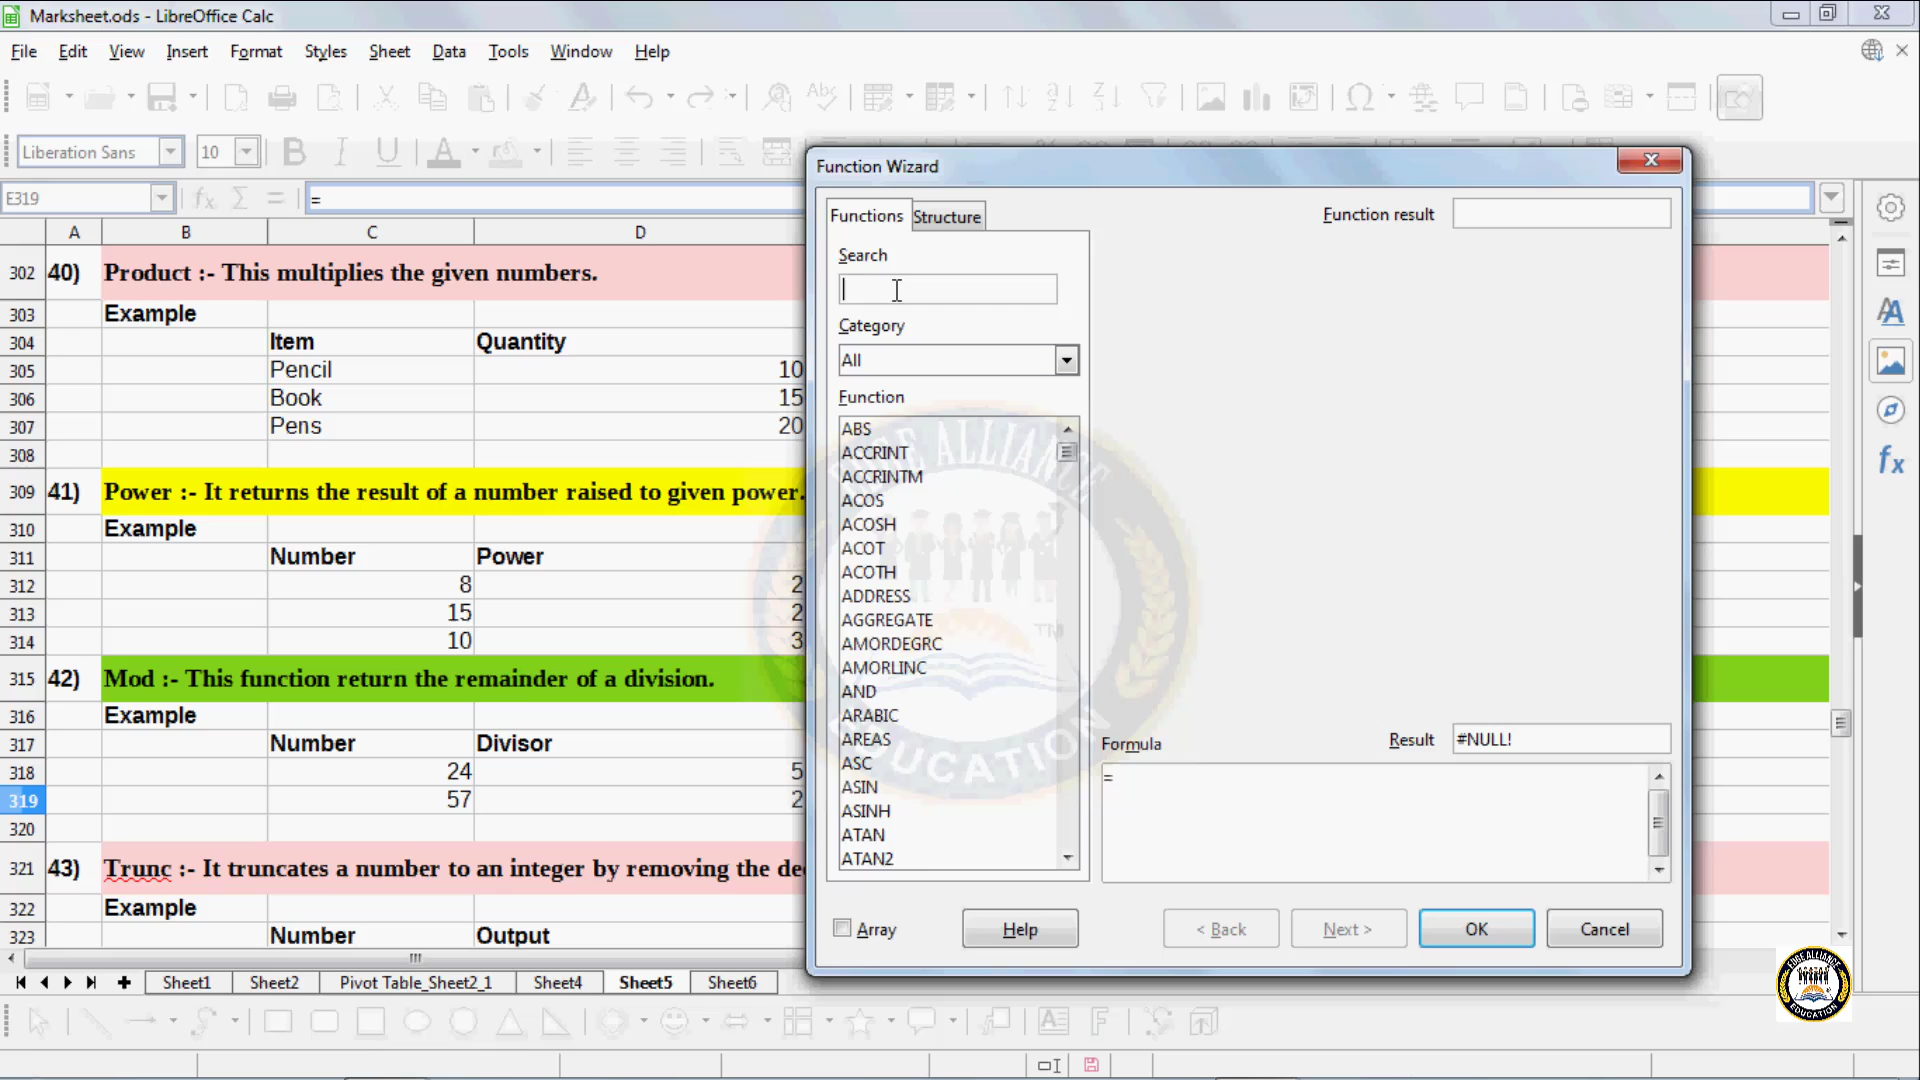 Marksheet.ods - LibreOffice Calc
File Edit View Insert Format Styles Sheet Data Tools Window Help
Liberation Sans 10
E319 =
A B C D
302 40) Product :- This multiplies the given numbers.
303 Example
304 Item Quantity
305 Pencil 10
306 Book 15
307 Pens 20
308
309 41) Power :- It returns the result of a number raised to given power.
310 Example
311 Number Power
312 8 2
313 15 2
314 10 3
315 42) Mod :- This function return the remainder of a division.
316 Example
317 Number Divisor
318 24 5
319 57 2
320
321 43) Trunc :- It truncates a number to an integer by removing the de
322 Example
323 Number Output
Sheet1 Sheet2 Pivot Table_Sheet2_1 Sheet4 Sheet5 Sheet6
Function Wizard
Functions Structure
Function result
Search
Category
All
Function
ABS
ACCRINT
ACCRINTM
ACOS
ACOSH
ACOT
ACOTH
ADDRESS
AGGREGATE
AMORDEGRC
AMORLINC
AND
ARABIC
AREAS
ASC
ASIN
ASINH
ATAN
ATAN2
Formula Result #NULL!
=
Array Help < Back Next > OK Cancel
EDGE ALLIANCE
EDUCATION
TM
EDGE ALLIANCE
EDUCATION